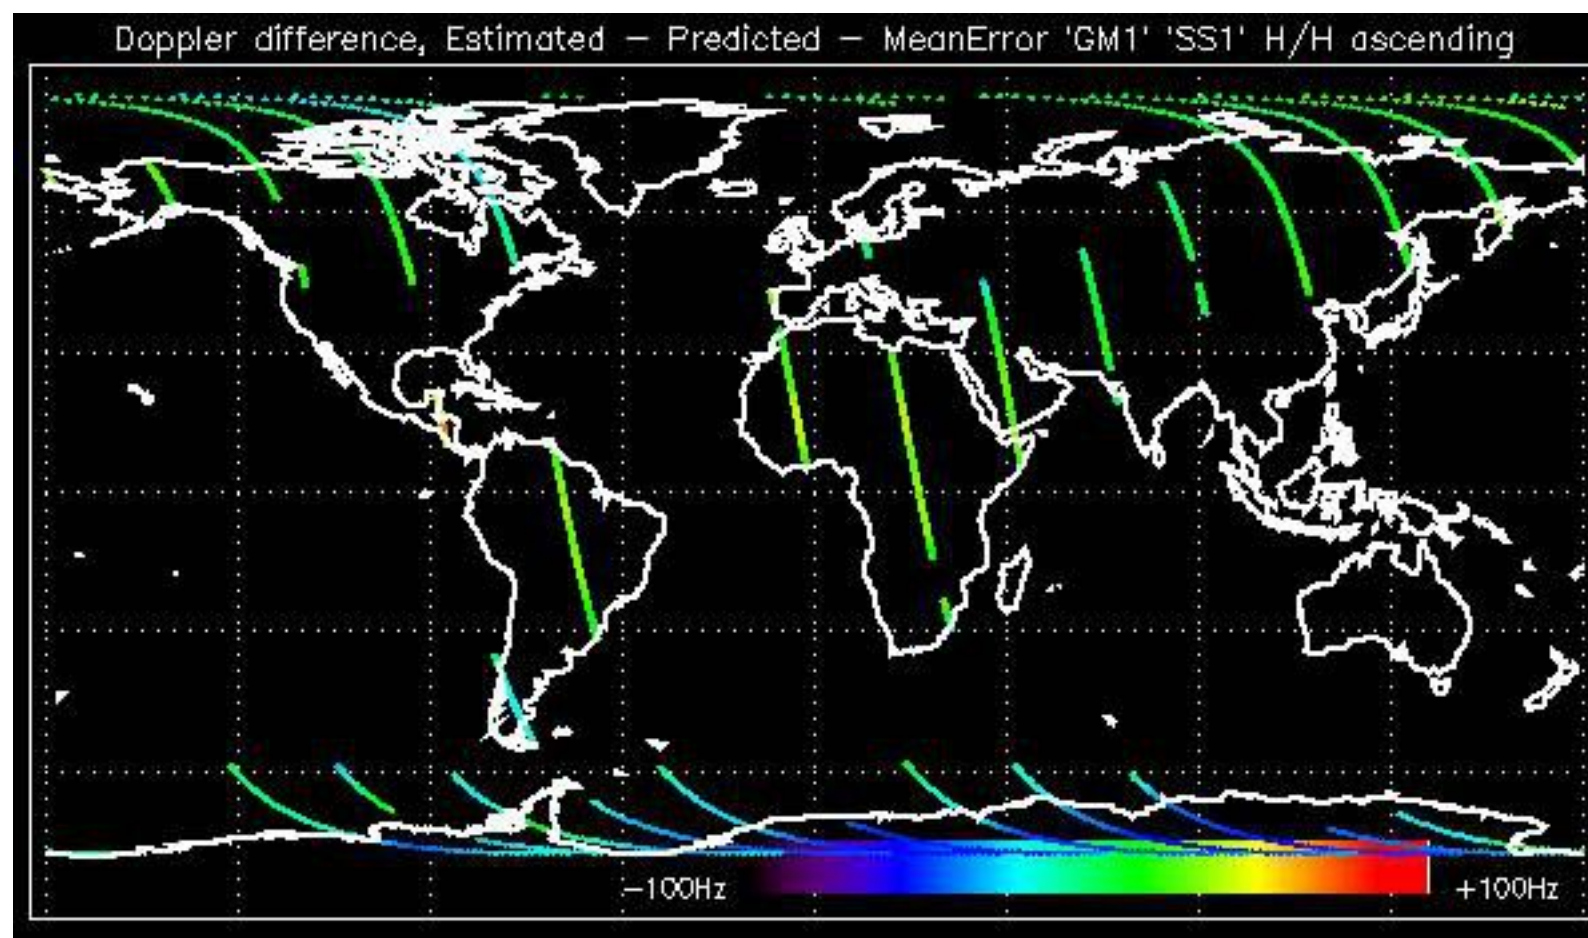 Doppler difference, Estimated – Predicted – MeanError 'GM1' 'SS1' H/H ascending
–100Hz +100Hz